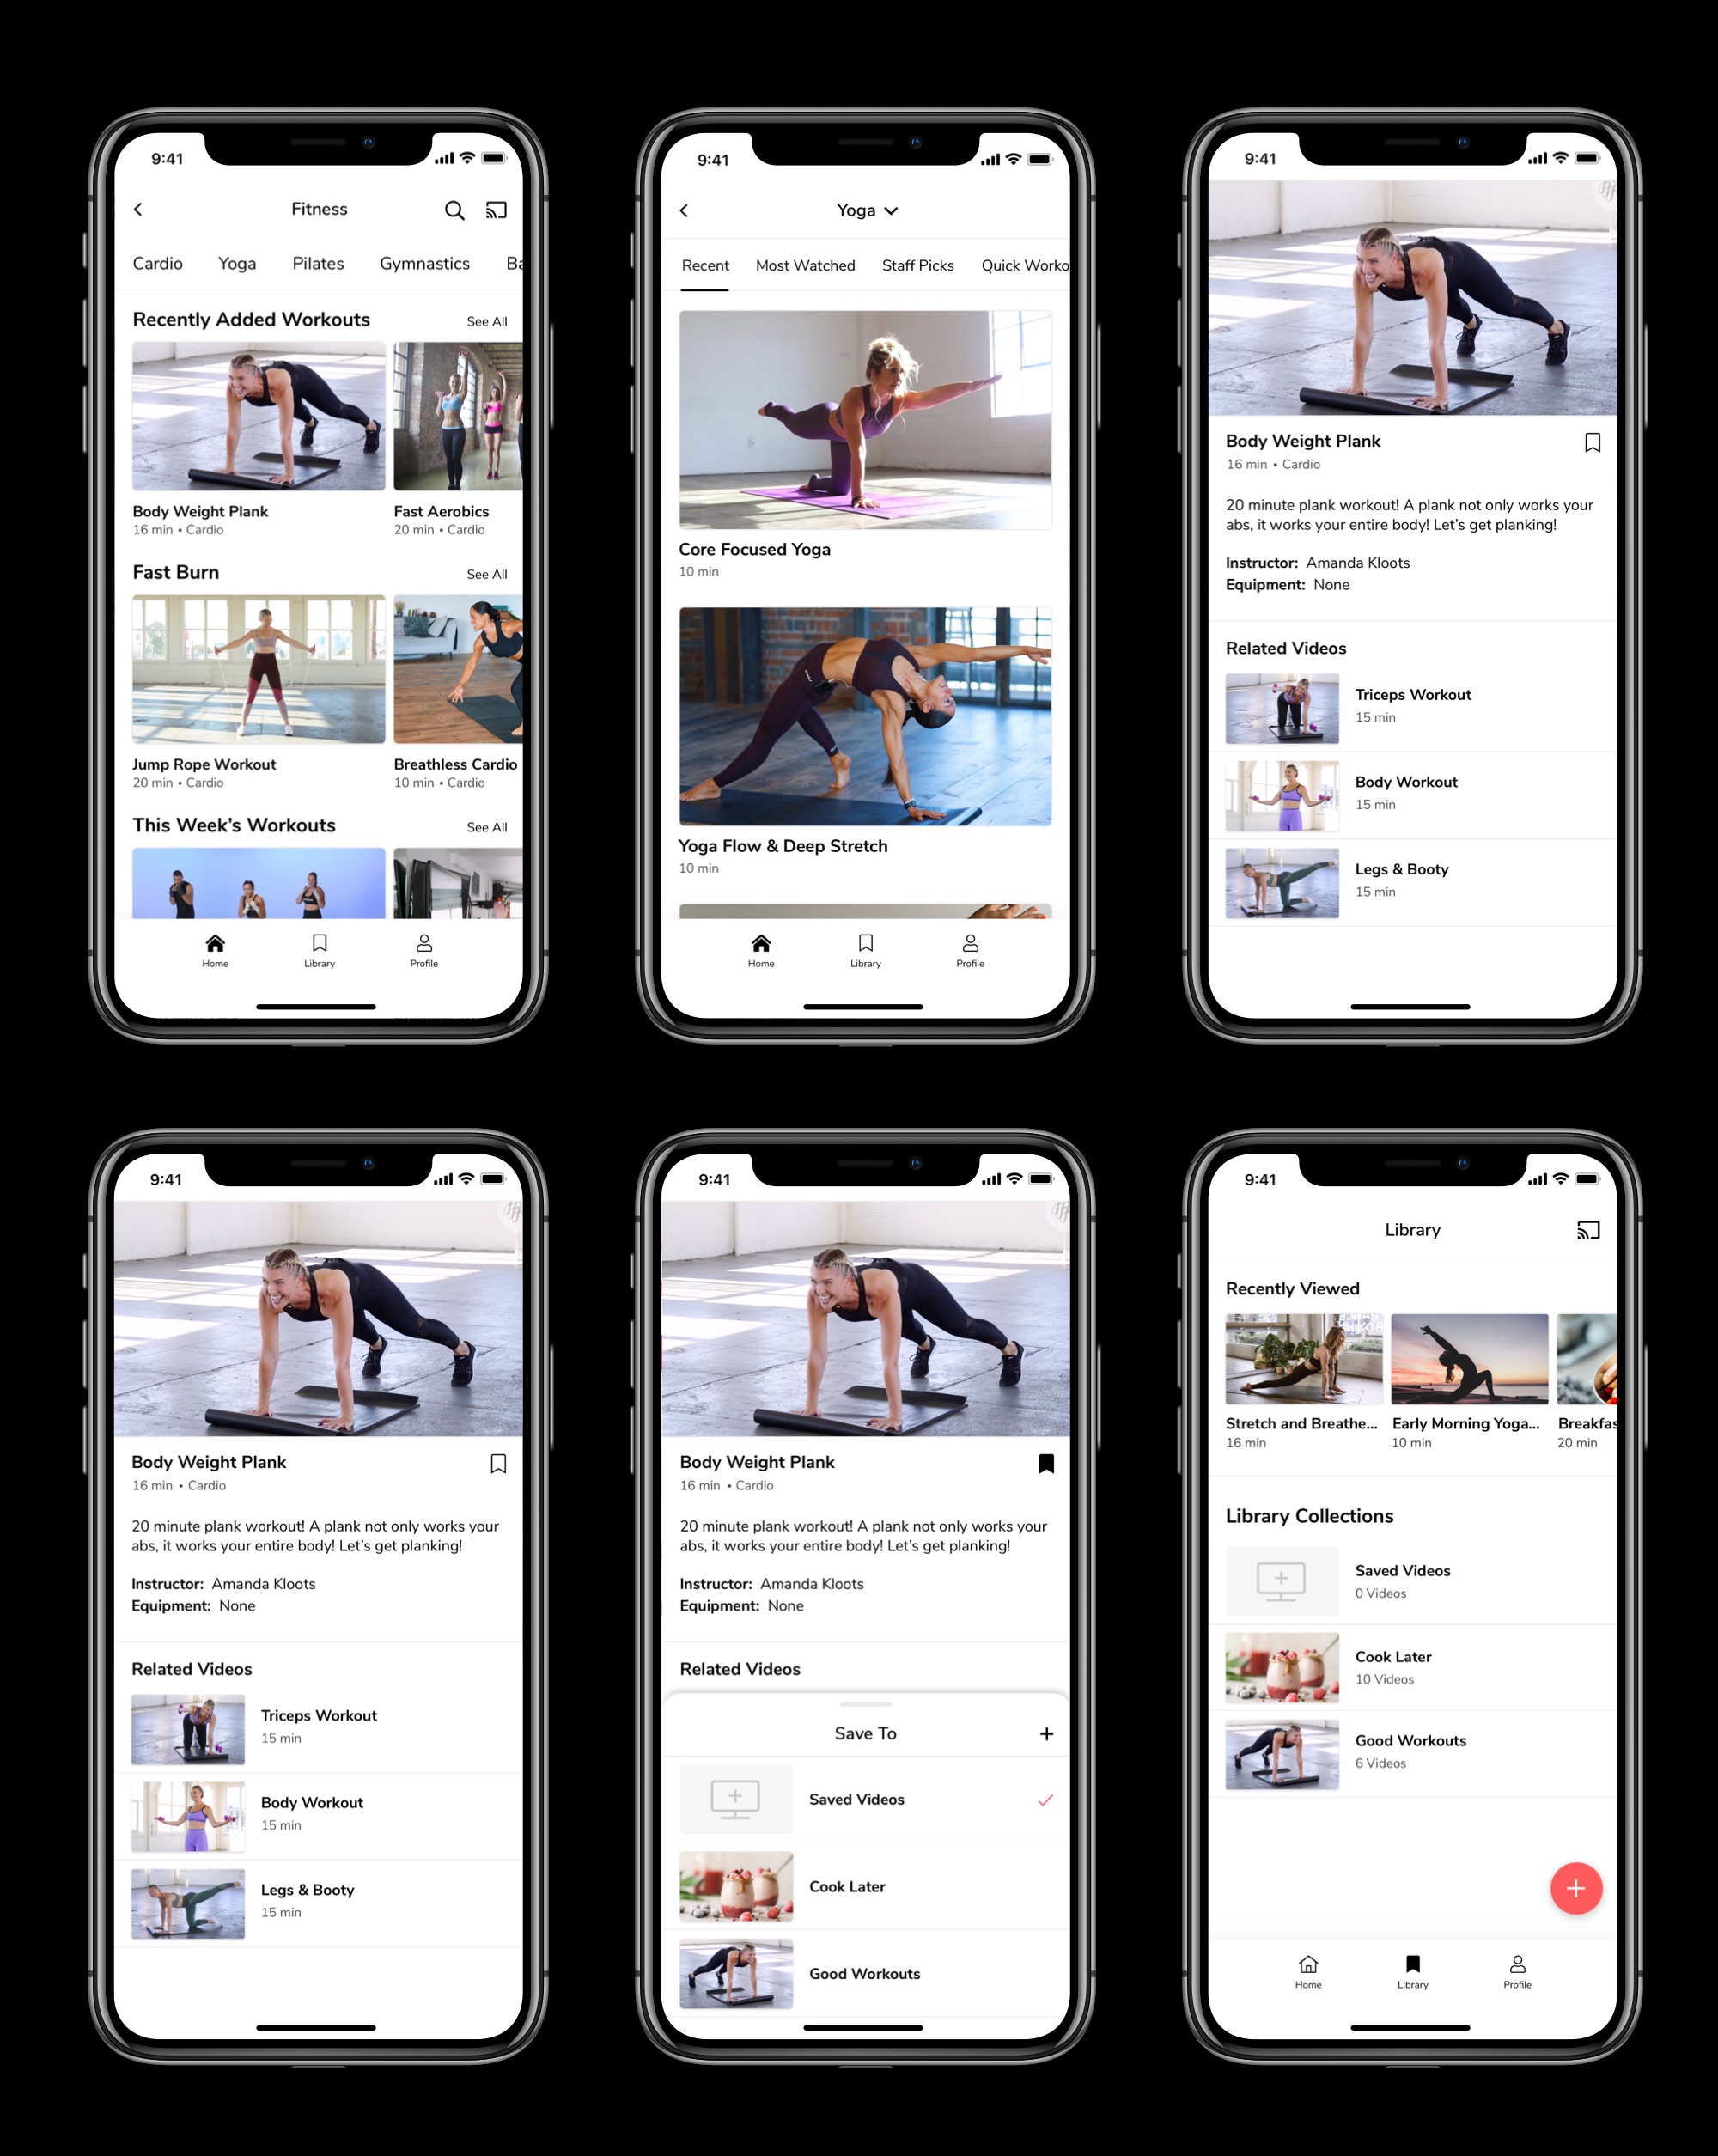 9:41
Fitness
Cardio Yoga Pilates Gymnastics Ba
Recently Added Workouts See All
Body Weight Plank Fast Aerobics
16 min • Cardio 20 min • Cardio
Fast Burn See All
Jump Rope Workout Breathless Cardio
20 min • Cardio 10 min • Cardio
This Week's Workouts See All
Home Library Profile
9:41
Yoga
Recent Most Watched Staff Picks Quick Worko
Core Focused Yoga
10 min
Yoga Flow & Deep Stretch
10 min
Home Library Profile
9:41
Body Weight Plank
16 min • Cardio
20 minute plank workout! A plank not only works your
abs, it works your entire body! Let's get planking!
Instructor: Amanda Kloots
Equipment: None
Related Videos
Triceps Workout
15 min
Body Workout
15 min
Legs & Booty
15 min
9:41
Body Weight Plank
16 min • Cardio
20 minute plank workout! A plank not only works your
abs, it works your entire body! Let's get planking!
Instructor: Amanda Kloots
Equipment: None
Related Videos
Triceps Workout
15 min
Body Workout
15 min
Legs & Booty
15 min
9:41
Body Weight Plank
16 min • Cardio
20 minute plank workout! A plank not only works your
abs, it works your entire body! Let's get planking!
Instructor: Amanda Kloots
Equipment: None
Related Videos
Save To +
Saved Videos
Cook Later
Good Workouts
9:41
Library
Recently Viewed
Stretch and Breathe... Early Morning Yoga... Breakfas
16 min 10 min 20 min
Library Collections
Saved Videos
0 Videos
Cook Later
10 Videos
Good Workouts
6 Videos
Home Library Profile